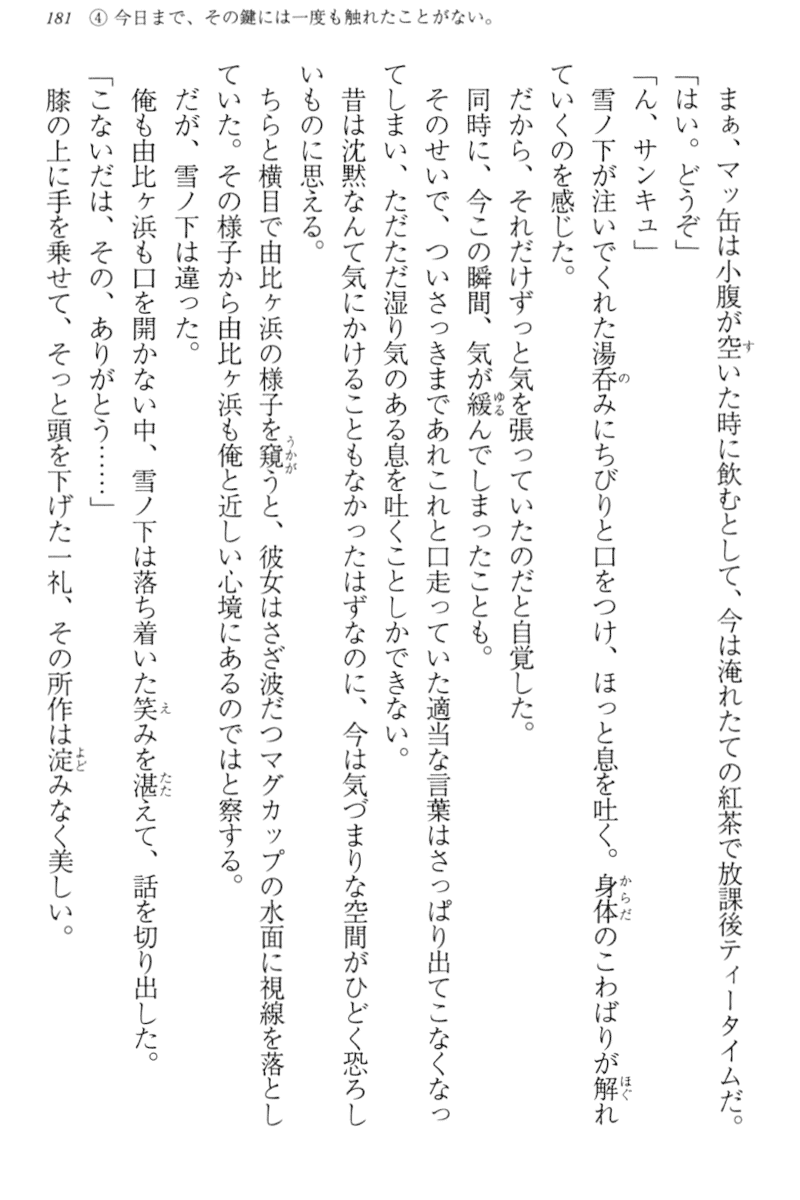 181 ④ 今日まで、その鍵には一度も触れたことがない。
まぁ、マッ缶は小腹が空いた時に飲むとして、今は淹れたての紅茶で放課後ティータイムだ。
「はい。どうぞ」
「ん、サンキュ」
雪ノ下が注いでくれた湯呑みにちびりと口をつけ、ほっと息を吐く。身体のこわばりが解れ
ていくのを感じた。
だから、それだけずっと気を張っていたのだと自覚した。
同時に、今この瞬間、気が緩んでしまったことも。
そのせいで、ついさっきまであれこれと口走っていた適当な言葉はさっぱり出てこなくなっ
てしまい、ただただ湿り気のある息を吐くことしかできない。
昔は沈黙なんて気にかけることもなかったはずなのに、今は気づまりな空間がひどく恐ろし
いものに思える。
ちらと横目で由比ヶ浜の様子を窺うと、彼女はさざ波だつマグカップの水面に視線を落とし
ていた。その様子から由比ヶ浜も俺と近しい心境にあるのではと察する。
だが、雪ノ下は違った。
俺も由比ヶ浜も口を開かない中、雪ノ下は落ち着いた笑みを湛えて、話を切り出した。
「こないだは、その、ありがとう……」
膝の上に手を乗せて、そっと頭を下げた一礼、その所作は淀みなく美しい。